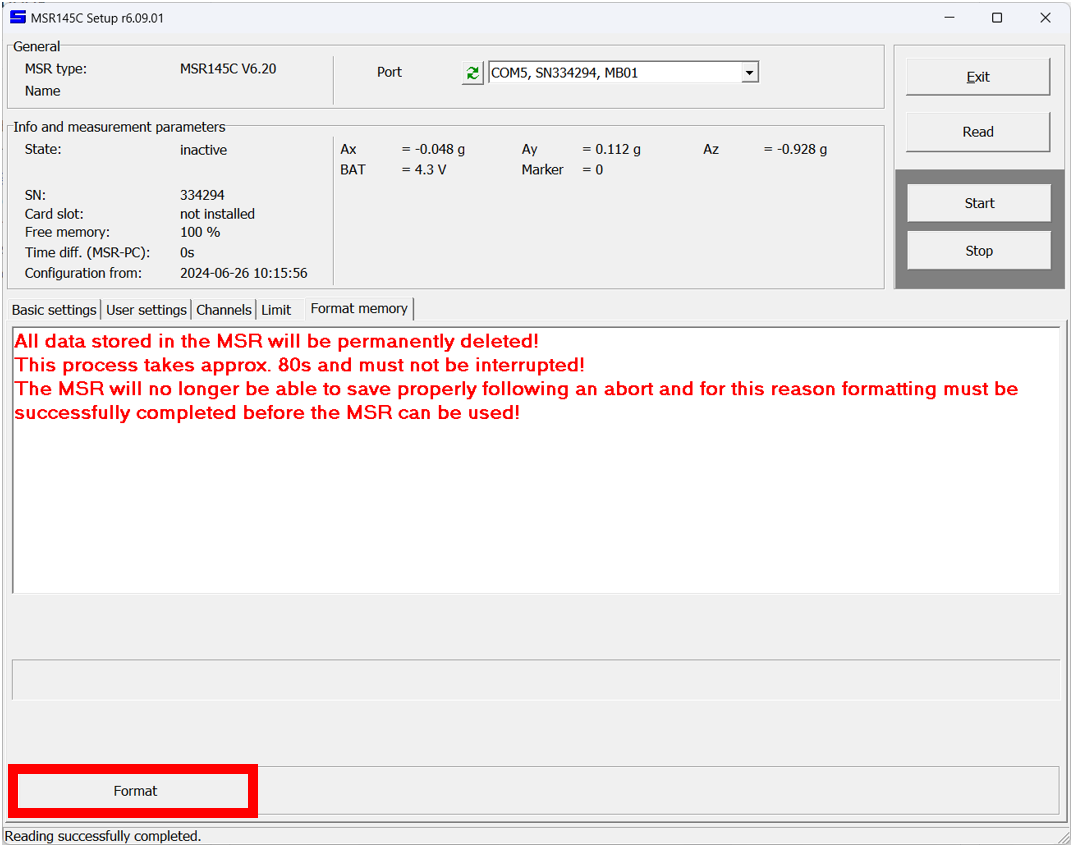 MSR145C Setup r6.09.01
General
MSR type: MSR145C V6.20
Name
Port COM5, SN334294, MB01
Exit
Read
Start
Stop
Info and measurement parameters
State: inactive
SN: 334294
Card slot: not installed
Free memory: 100 %
Time diff. (MSR-PC): 0s
Configuration from: 2024-06-26 10:15:56
Ax = -0.048 g Ay = 0.112 g Az = -0.928 g
BAT = 4.3 V Marker = 0
Basic settings User settings Channels Limit Format memory
All data stored in the MSR will be permanently deleted!
This process takes approx. 80s and must not be interrupted!
The MSR will no longer be able to save properly following an abort and for this reason formatting must be
successfully completed before the MSR can be used!
Format
Reading successfully completed.